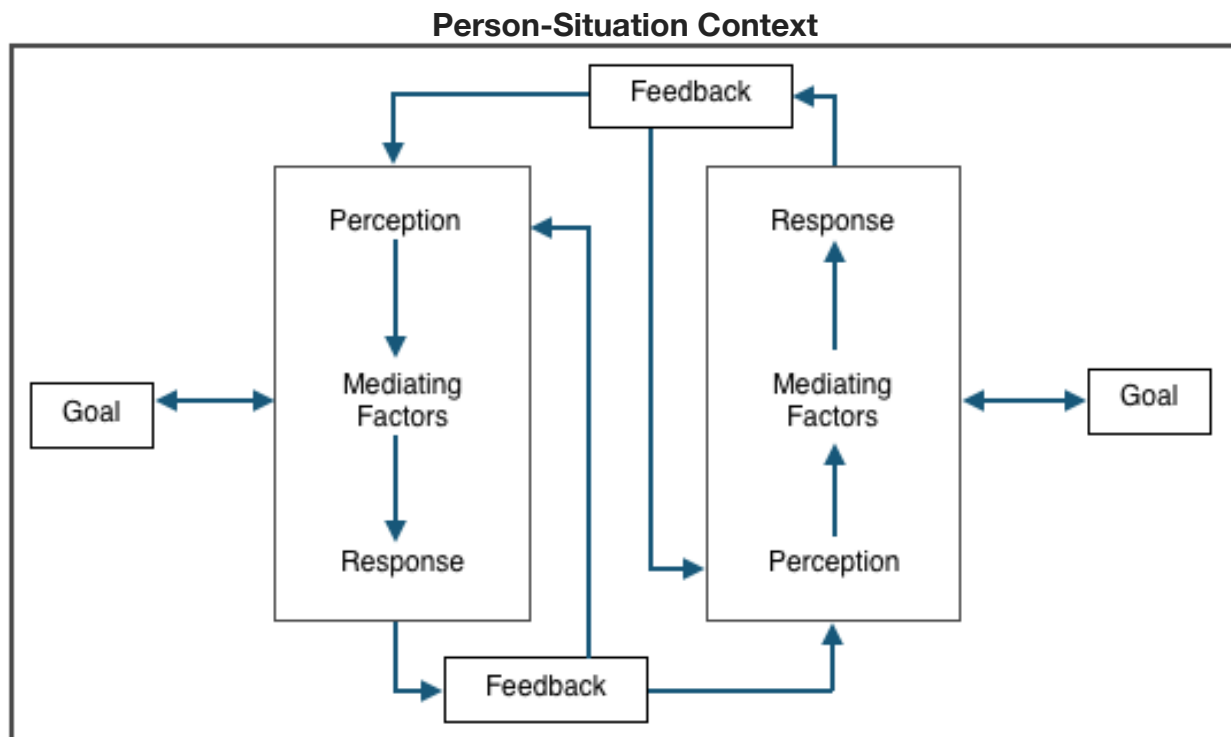 Person-Situation Context
Feedback
Perception
Mediating
Factors
Response
Goal
Response
Mediating
Factors
Perception
Goal
Feedback